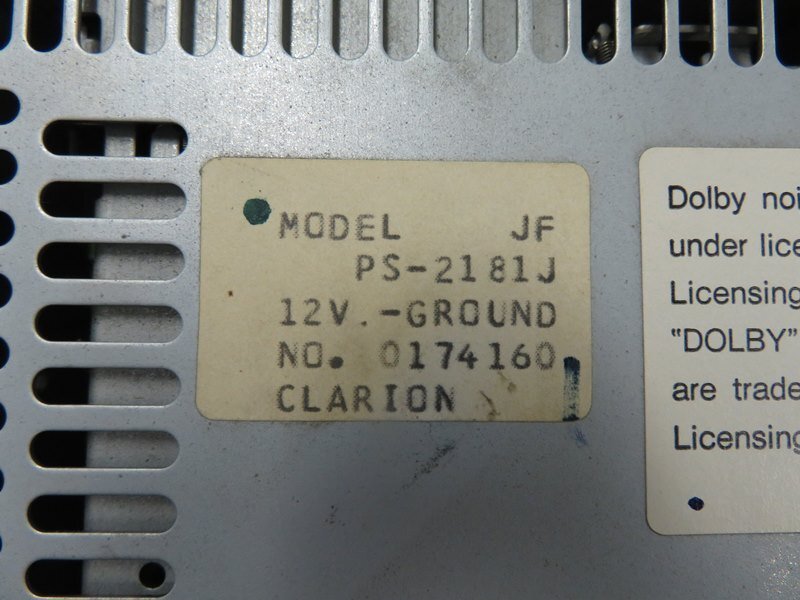 MODEL JF
PS-2181J
12V.-GROUND
NO. 0174160
CLARION
Dolby noi
under lice
Licensing
"DOLBY"
are trade
Licensing